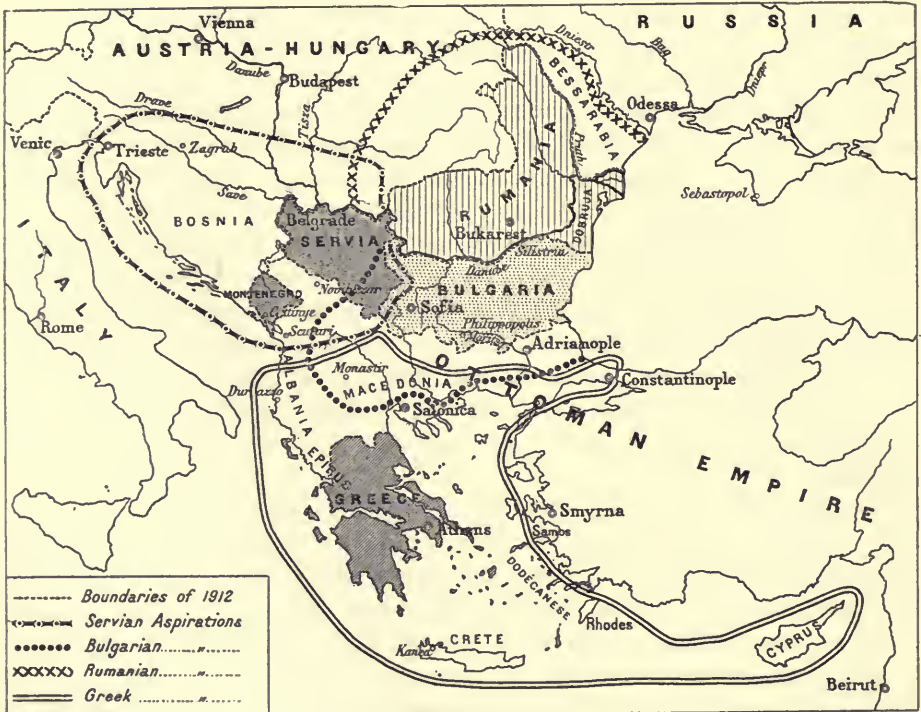 RUSSIA
Vienna
AUSTRIA-HUNGARY
Dniestr
Bug
Dniepr
Danube
Budapest
BESSARABIA
Drave
Tisza
Odessa
Pruth
Venic
Trieste
Zagrab
Save
BOSNIA
RUMANIA
Sebastopol
Belgrade
SERVIA
Bukarest
DOBRUJA
Silistria
Danube
ITALY
MONTENEGRO
Novibazar
BULGARIA
Cetinye
Sofia
Rome
Scutari
Philippopolis
Maritza
Adrianople
OTTOMAN EMPIRE
Constantinople
Monastir
MACEDONIA
Durazzo
ALBANIA
Salonica
EPIRUS
GREECE
Athens
Smyrna
Samos
DODECANESE
Rhodes
CRETE
Kanea
CYPRUS
Beirut
Boundaries of 1912
Servian Aspirations
Bulgarian.......... „
Rumanian.......... „
Greek .......... „